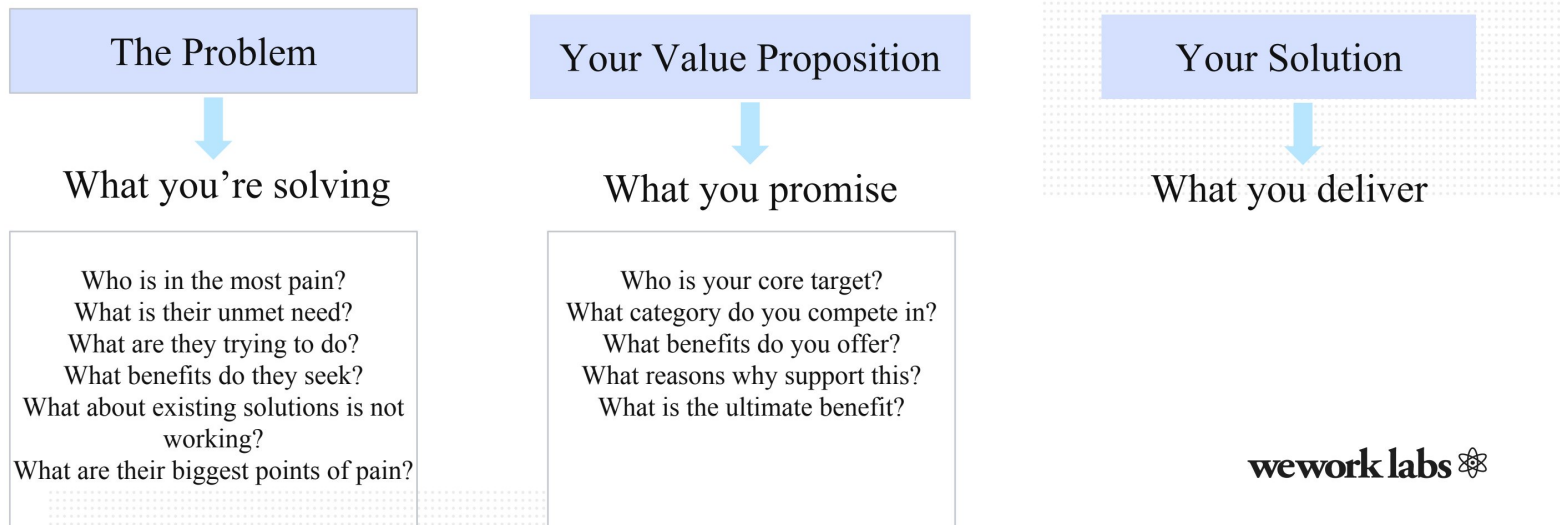 The Problem
What you’re solving
Who is in the most pain?
What is their unmet need?
What are they trying to do?
What benefits do they seek?
What about existing solutions is not
working?
What are their biggest points of pain?
Your Value Proposition
What you promise
Who is your core target?
What category do you compete in?
What benefits do you offer?
What reasons why support this?
What is the ultimate benefit?
Your Solution
What you deliver
wework labs